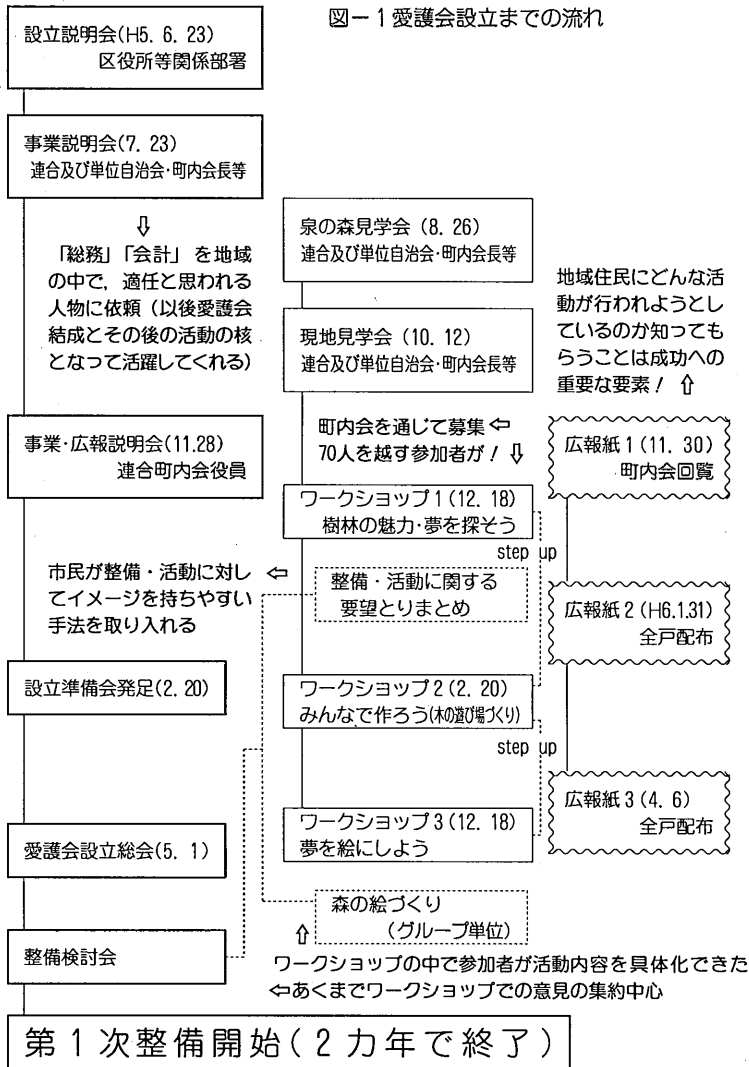 図－1愛護会設立までの流れ
設立説明会(H5. 6. 23)
区役所等関係部署
事業説明会(7. 23)
連合及び単位自治会・町内会長等
⇩
「総務」「会計」を地域
の中で，適任と思われる
人物に依頼（以後愛護会
結成とその後の活動の核
となって活躍してくれる）
泉の森見学会（8. 26）
連合及び単位自治会・町内会長等
現地見学会（10. 12）
連合及び単位自治会・町内会長等
地域住民にどんな活
動が行われようとし
ているのか知っても
らうことは成功への
重要な要素！ ⇧
事業・広報説明会(11.28)
連合町内会役員
町内会を通じて募集⇦
70人を越す参加者が！⇩
広報紙1(11. 30)
町内会回覧
ワークショップ1(12. 18)
樹林の魅力・夢を探そう
step up
市民が整備・活動に対し ⇦
てイメージを持ちやすい
手法を取り入れる
整備・活動に関する
要望とりまとめ
広報紙2(H6.1.31)
全戸配布
設立準備会発足(2. 20)
ワークショップ2(2. 20)
みんなで作ろう(木の遊び場づくり)
step up
広報紙3(4. 6)
全戸配布
愛護会設立総会(5. 1)
ワークショップ3(12. 18)
夢を絵にしよう
森の絵づくり
（グループ単位）
整備検討会
⇧
ワークショップの中で参加者が活動内容を具体化できた
⇦あくまでワークショップでの意見の集約中心
第1次整備開始(2カ年で終了)